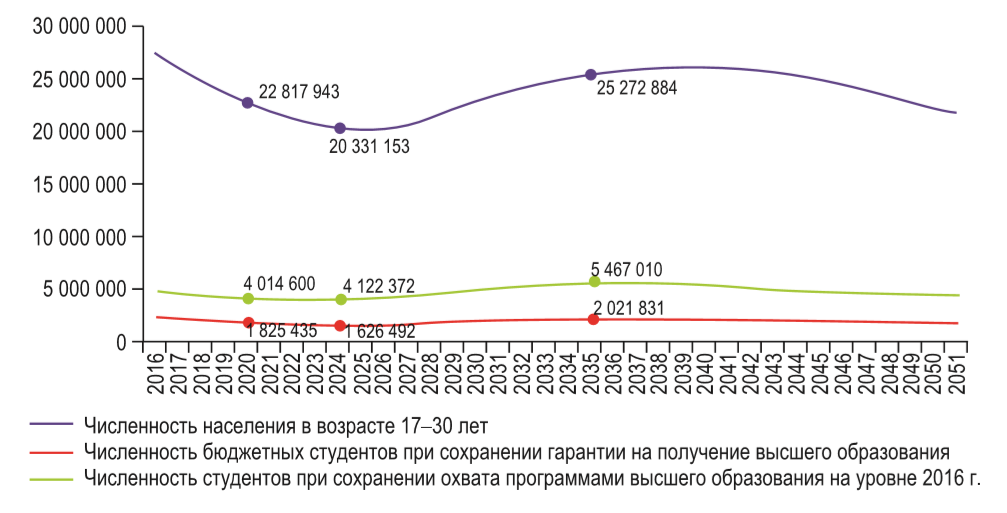 30 000 000
25 000 000
20 000 000
15 000 000
10 000 000
5 000 000
0
22 817 943
20 331 153
25 272 884
4 014 600
4 122 372
5 467 010
1 825 435
1 626 492
2 021 831
2016
2017
2018
2019
2020
2021
2022
2023
2024
2025
2026
2027
2028
2029
2030
2031
2032
2033
2034
2035
2036
2037
2038
2039
2040
2041
2042
2043
2044
2045
2046
2047
2048
2049
2050
2051
Численность населения в возрасте 17–30 лет
Численность бюджетных студентов при сохранении гарантии на получение высшего образования
Численность студентов при сохранении охвата программами высшего образования на уровне 2016 г.